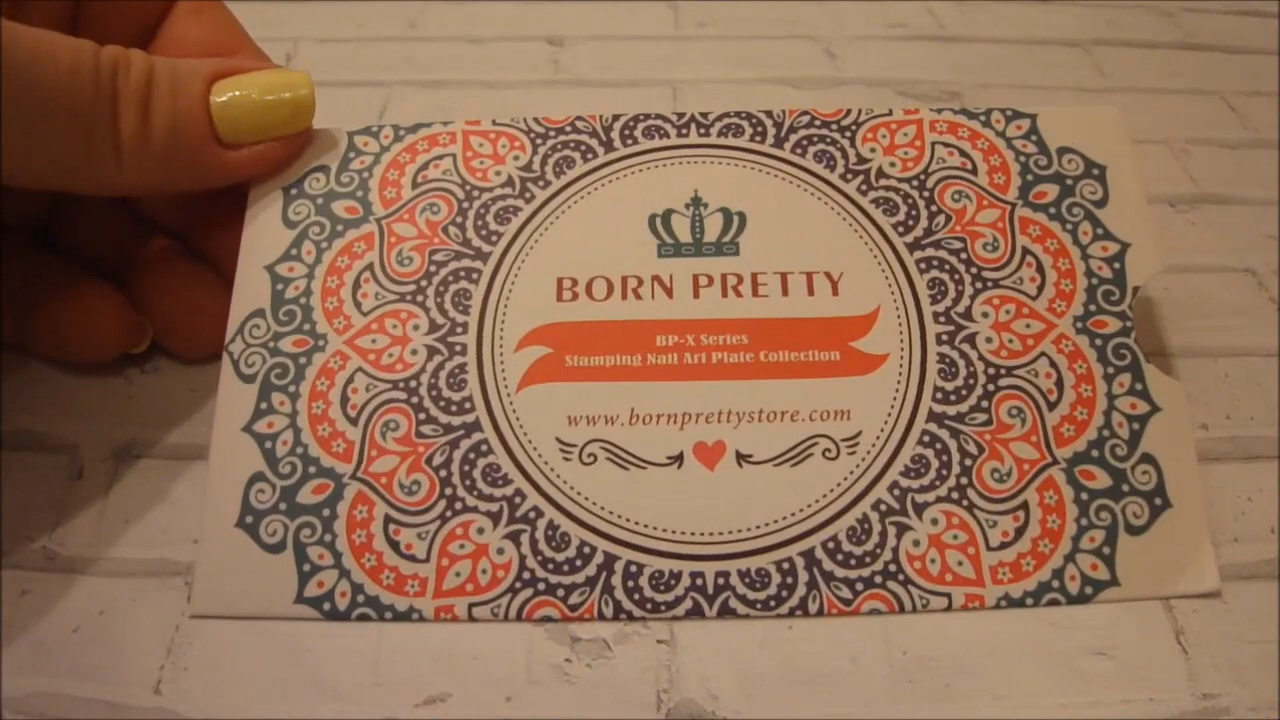 BORN PRETTY
BP-X Series
Stamping Nail Art Plate Collection
www.bornprettystore.com